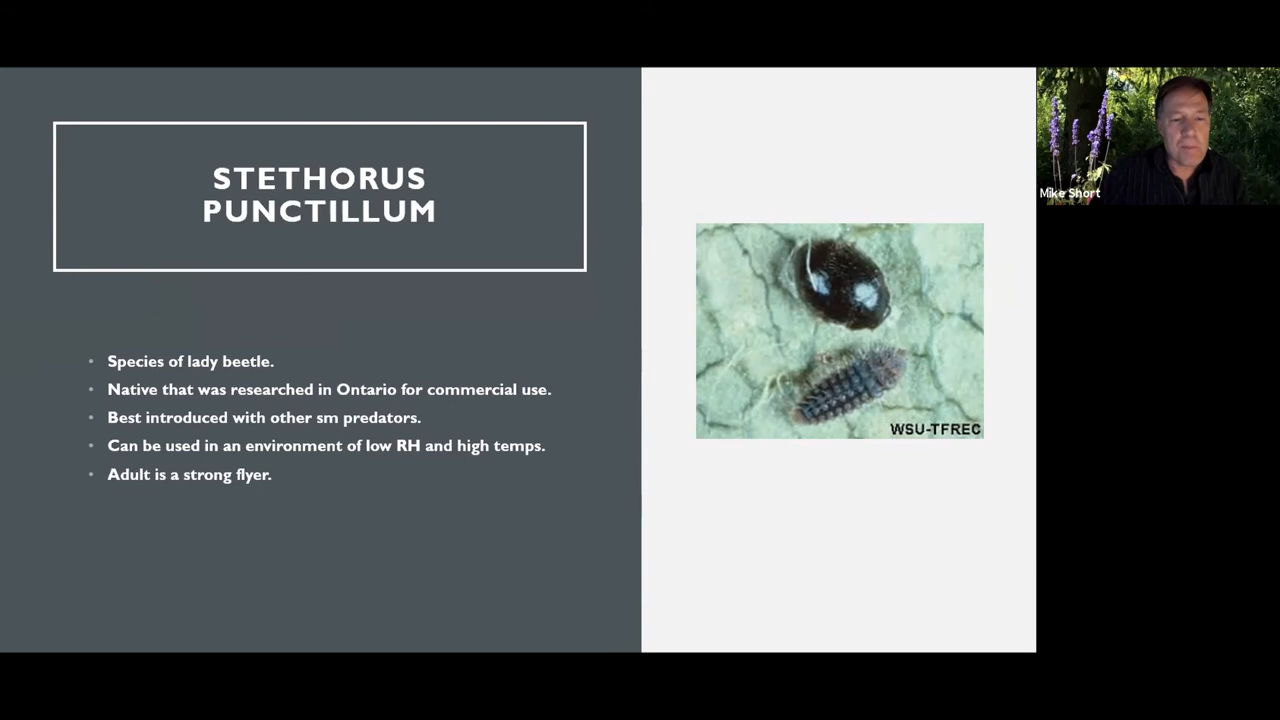 STETHORUS
PUNCTILLUM
• Species of lady beetle.
• Native that was researched in Ontario for commercial use.
• Best introduced with other sm predators.
• Can be used in an environment of low RH and high temps.
• Adult is a strong flyer.
WSU-TFREC
Mike Short